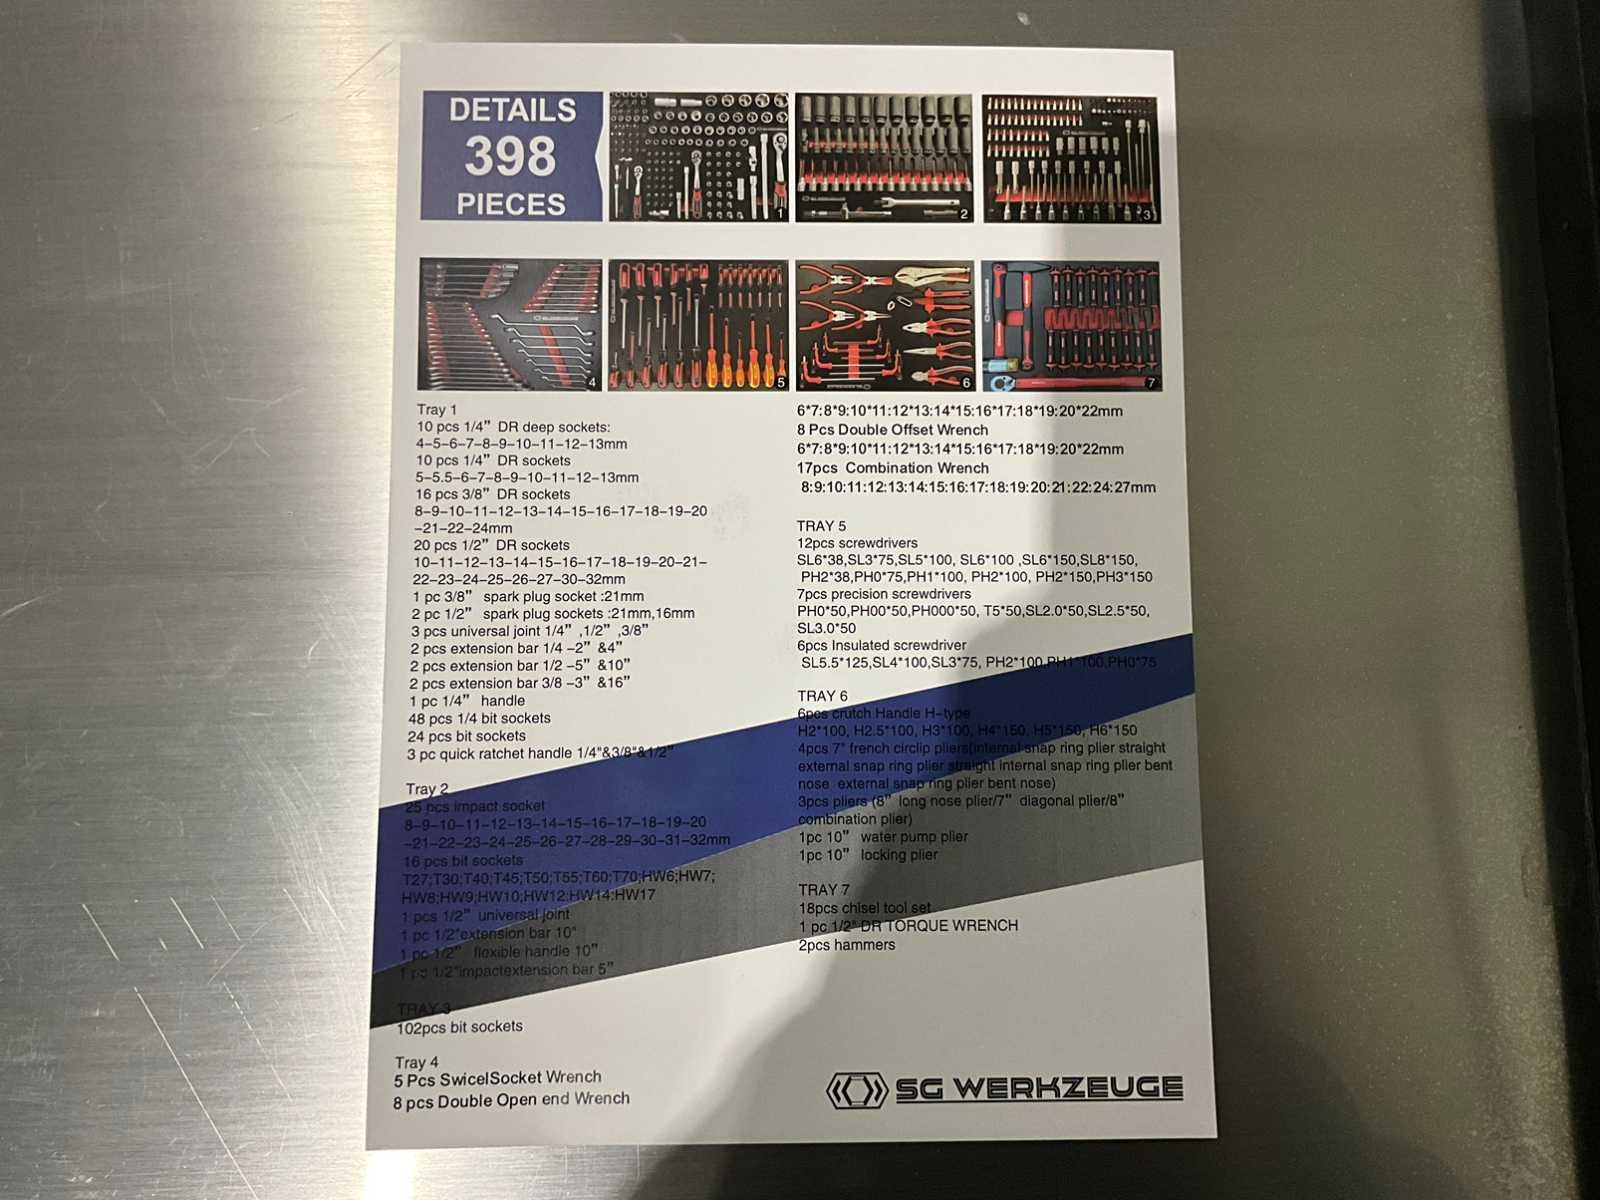 DETAILS
398
PIECES
1
2
3
4
5
6
7
Tray 1
10 pcs 1/4” DR deep sockets:
4–5–6–7–8–9–10–11–12–13mm
10 pcs 1/4” DR sockets
5–5.5–6–7–8–9–10–11–12–13mm
16 pcs 3/8” DR sockets
8–9–10–11–12–13–14–15–16–17–18–19–20
–21–22–24mm
20 pcs 1/2” DR sockets
10–11–12–13–14–15–16–17–18–19–20–21–
22–23–24–25–26–27–30–32mm
1 pc 3/8” spark plug socket :21mm
2 pc 1/2” spark plug sockets :21mm,16mm
3 pcs universal joint 1/4” ,1/2” ,3/8”
2 pcs extension bar 1/4 –2” &4”
2 pcs extension bar 1/2 –5” &10”
2 pcs extension bar 3/8 –3” &16”
1 pc 1/4” handle
48 pcs 1/4 bit sockets
24 pcs bit sockets
3 pc quick ratchet handle 1/4"&3/8"&1/2"
Tray 2
25 pcs impact socket
8–9–10–11–12–13–14–15–16–17–18–19–20
–21–22–23–24–25–26–27–28–29–30–31–32mm
16 pcs bit sockets
T27;T30;T40;T45;T50;T55;T60;T70;HW6;HW7;
HW8;HW9;HW10;HW12;HW14;HW17
1 pcs 1/2” universal joint
1 pc 1/2"extension bar 10"
1 pc 1/2” flexible handle 10”
1 pc 1/2"impactextension bar 5”
TRAY 3
102pcs bit sockets
Tray 4
5 Pcs SwicelSocket Wrench
8 pcs Double Open end Wrench
6*7:8*9:10*11:12*13:14*15:16*17:18*19:20*22mm
8 Pcs Double Offset Wrench
6*7:8*9:10*11:12*13:14*15:16*17:18*19:20*22mm
17pcs Combination Wrench
8:9:10:11:12:13:14:15:16:17:18:19:20:21:22:24:27mm
TRAY 5
12pcs screwdrivers
SL6*38,SL3*75,SL5*100, SL6*100 ,SL6*150,SL8*150,
PH2*38,PH0*75,PH1*100, PH2*100, PH2*150,PH3*150
7pcs precision screwdrivers
PH0*50,PH00*50,PH000*50, T5*50,SL2.0*50,SL2.5*50,
SL3.0*50
6pcs Insulated screwdriver
SL5.5*125,SL4*100,SL3*75, PH2*100,PH1*100,PH0*75
TRAY 6
6pcs crutch Handle H–type
H2*100, H2.5*100, H3*100, H4*150, H5*150, H6*150
4pcs 7” french circlip pliers(internal snap ring plier straight
external snap ring plier straight internal snap ring plier bent
nose external snap ring plier bent nose)
3pcs pliers (8” long nose plier/7” diagonal plier/8”
combination plier)
1pc 10” water pump plier
1pc 10” locking plier
TRAY 7
18pcs chisel tool set
1 pc 1/2" DR TORQUE WRENCH
2pcs hammers
SG WERKZEUGE